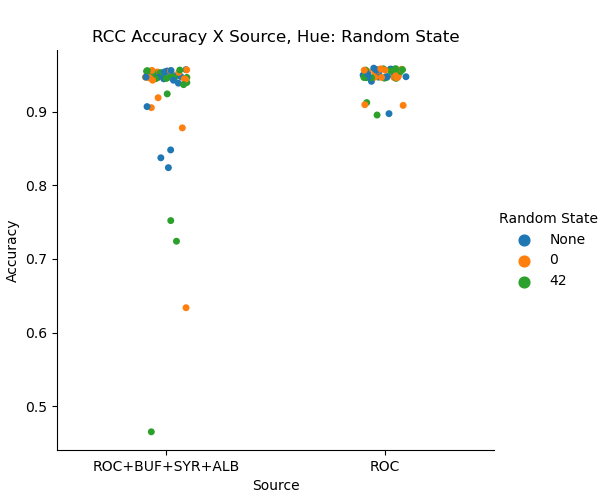 RCC Accuracy X Source, Hue: Random State
0.9
0.8
0.7
0.6
0.5
Accuracy
ROC+BUF+SYR+ALB
ROC
Source
Random State
None
0
42